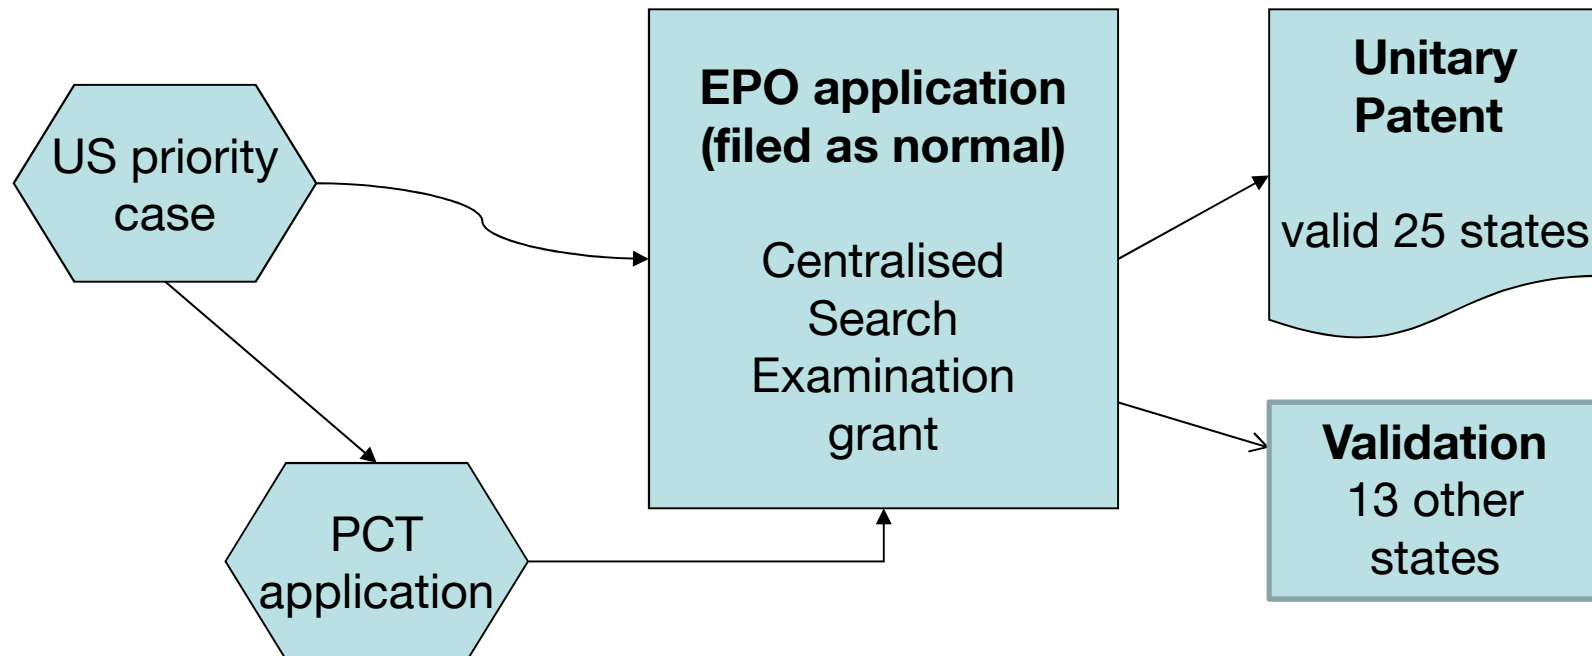 US priority
case
PCT
application
EPO application
(filed as normal)
Centralised
Search
Examination
grant
Unitary
Patent
valid 25 states
Validation
13 other
states